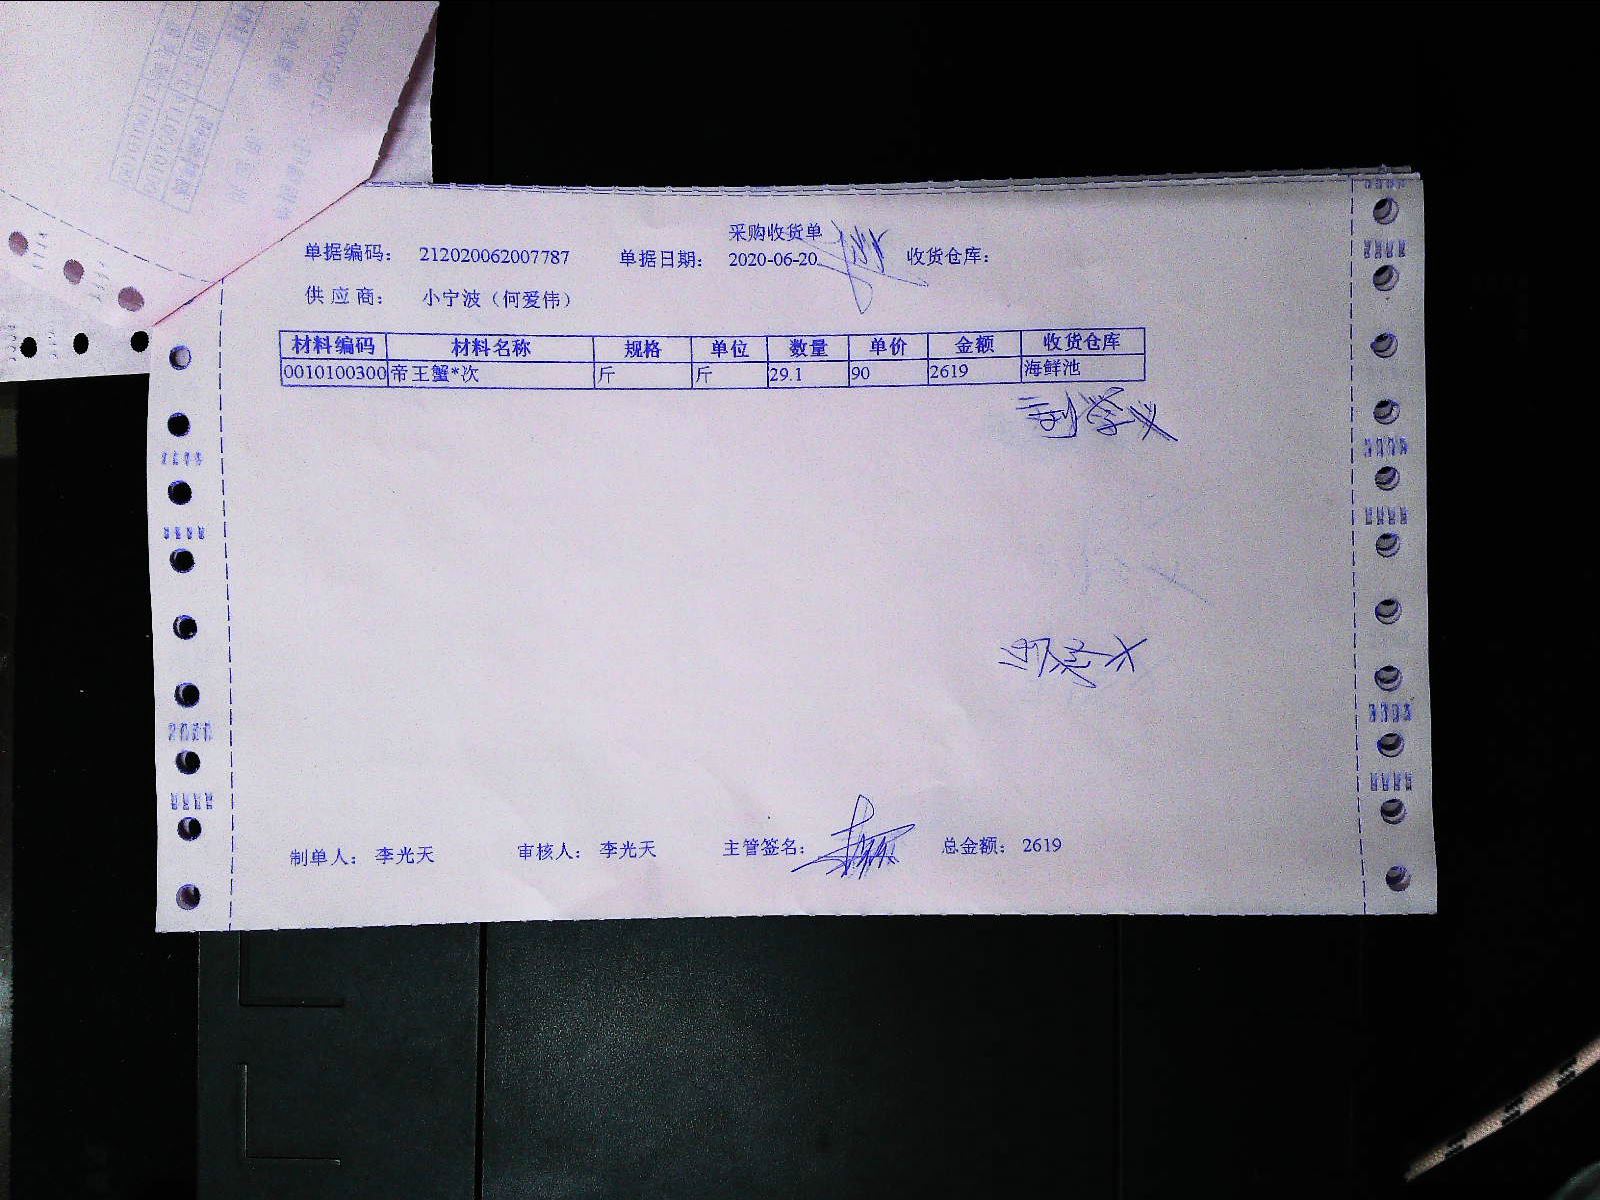 采购收货单
单据编码： 212020062007787 单据日期： 2020-06-20 收货仓库：
供应商： 小宁波（何爱伟）
材料编码 材料名称 规格 单位 数量 单价 金额 收货仓库
0010100300 帝王蟹*次 斤 斤 29.1 90 2619 海鲜池
制单人： 李光天 审核人： 李光天 主管签名： 总金额： 2619